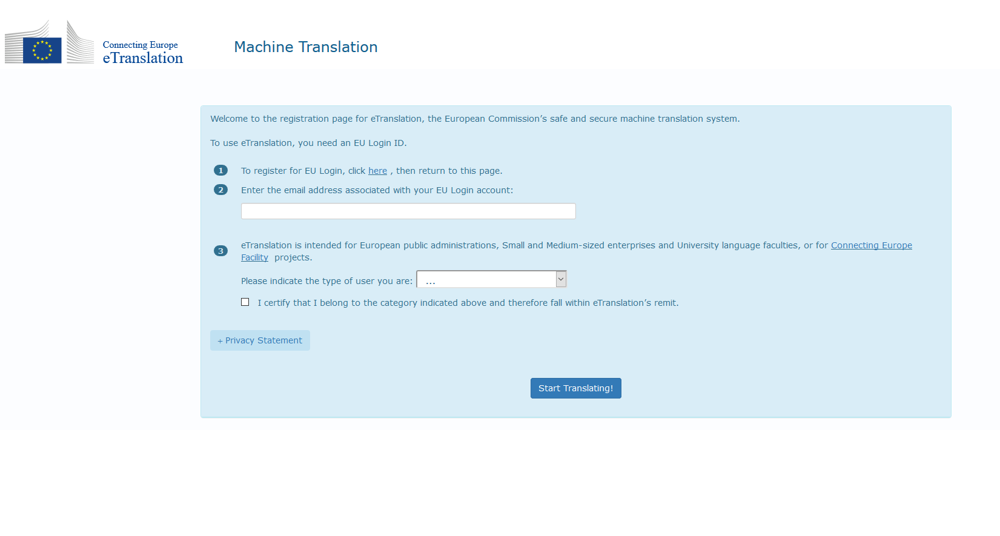 Connecting Europe
eTranslation
Machine Translation
Welcome to the registration page for eTranslation, the European Commission’s safe and secure machine translation system.
To use eTranslation, you need an EU Login ID.
1 To register for EU Login, click here , then return to this page.
2 Enter the email address associated with your EU Login account:
3 eTranslation is intended for European public administrations, Small and Medium-sized enterprises and University language faculties, or for Connecting Europe
Facility projects.
Please indicate the type of user you are: ...
I certify that I belong to the category indicated above and therefore fall within eTranslation’s remit.
+ Privacy Statement
Start Translating!